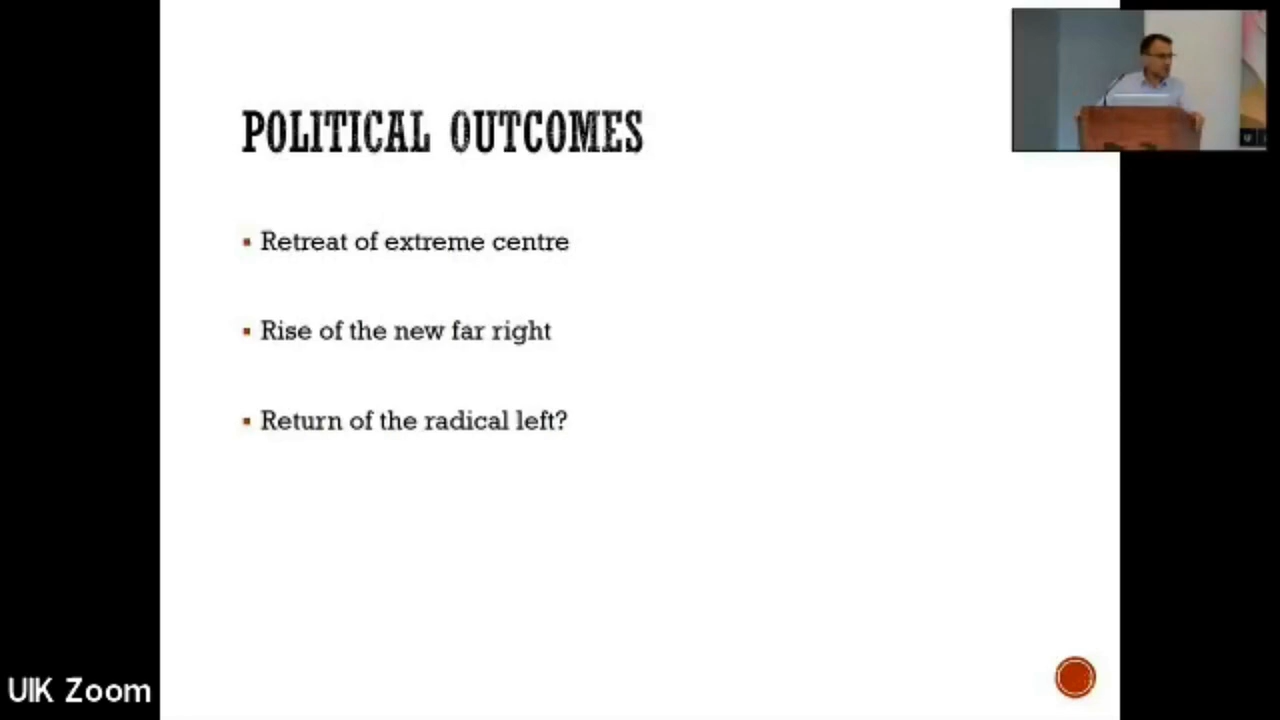 POLITICAL OUTCOMES
Retreat of extreme centre
Rise of the new far right
Return of the radical left?
UIK Zoom